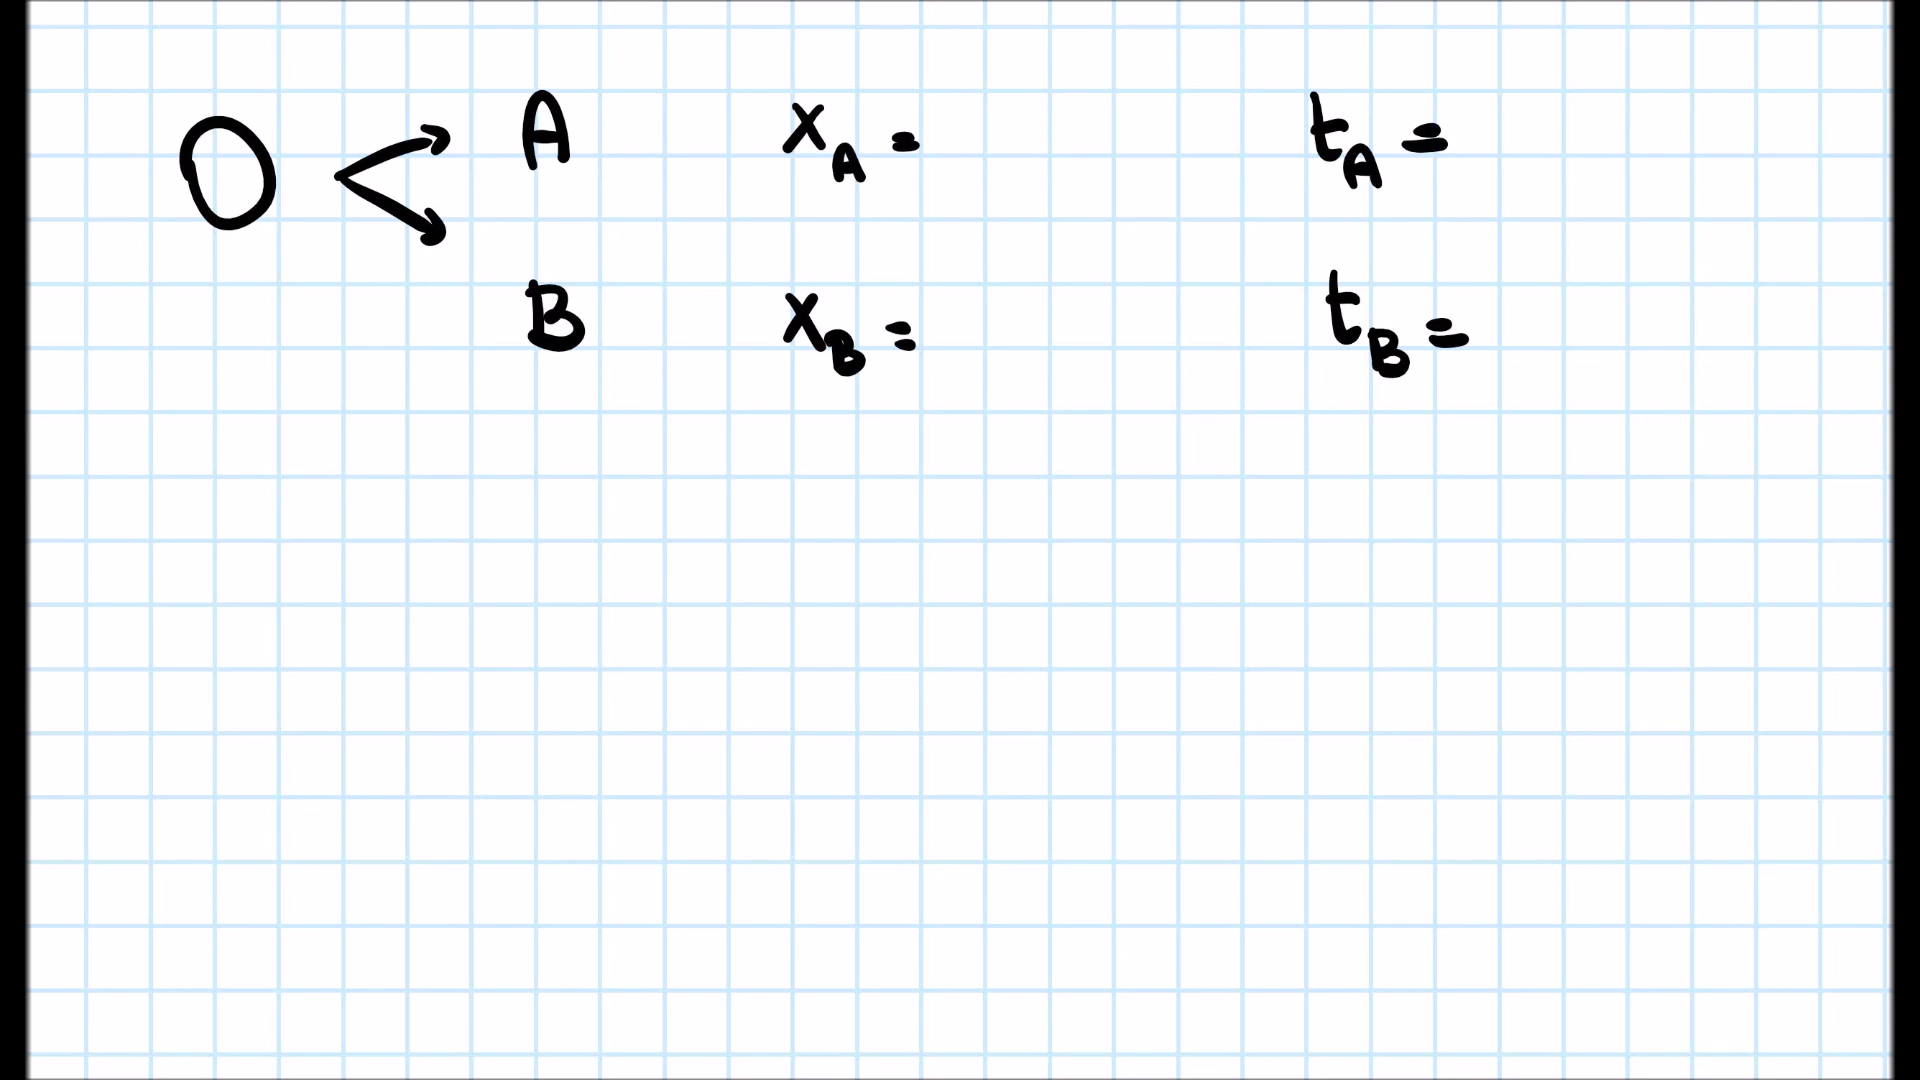 O A x_A = t_A =
B x_B = t_B =